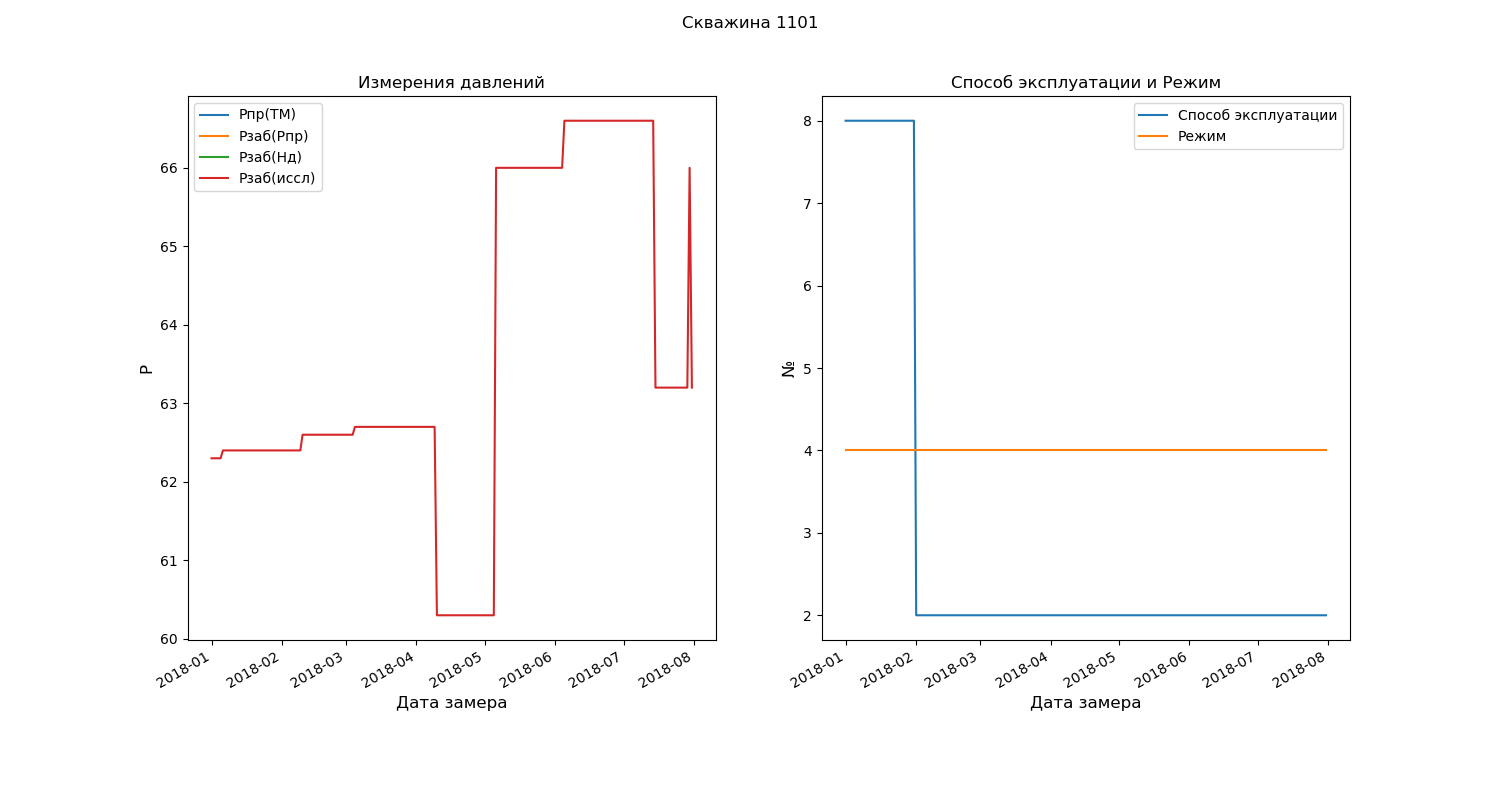 Скважина 1101
Измерения давлений
Рпр(ТМ)
Рзаб(Рпр)
Рзаб(Нд)
Рзаб(иссл)
66
65
64
63
62
61
60
Р
2018-01
2018-02
2018-03
2018-04
2018-05
2018-06
2018-07
2018-08
Дата замера
Способ эксплуатации и Режим
Способ эксплуатации
Режим
8
7
6
5
4
3
2
№
2018-01
2018-02
2018-03
2018-04
2018-05
2018-06
2018-07
2018-08
Дата замера